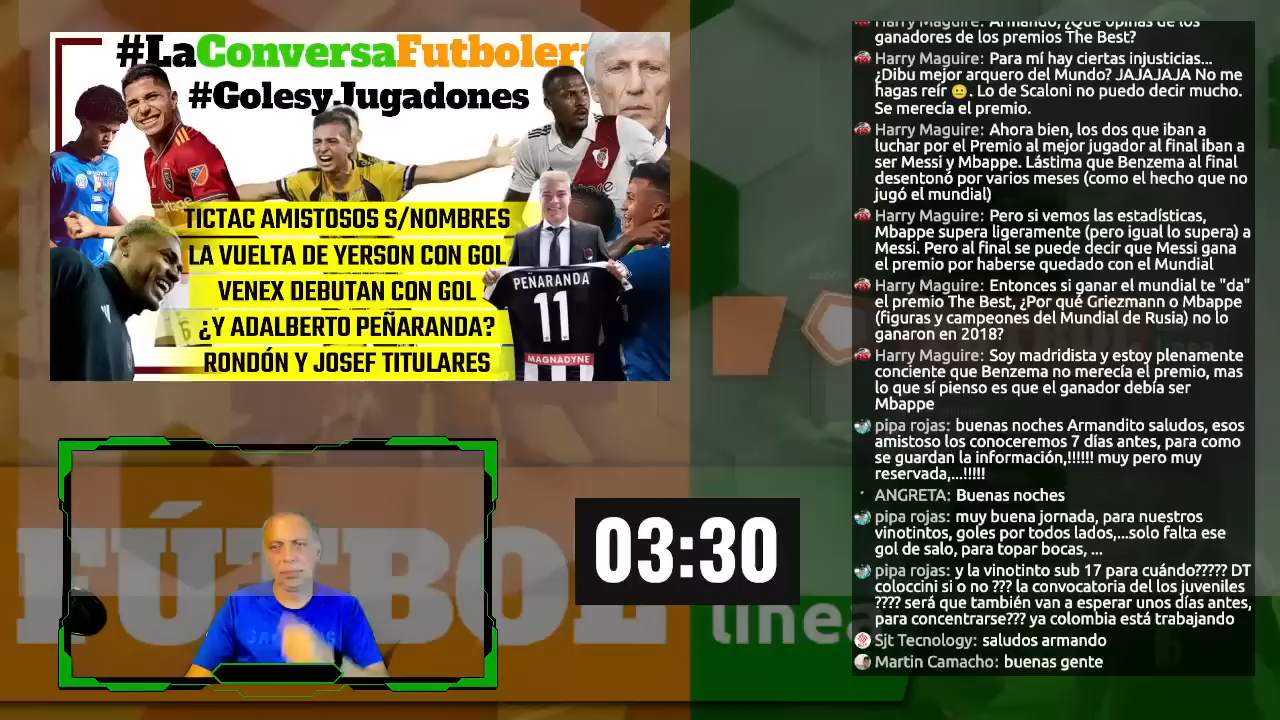 #LaConversaFutbolera
#GolesyJugadones
TICTAC AMISTOSOS S/NOMBRES
LA VUELTA DE YERSON CON GOL
VENEX DEBUTAN CON GOL
¿Y ADALBERTO PEÑARANDA?
RONDÓN Y JOSEF TITULARES
PEÑARANDA
11
MAGNADYNE
03:30
FÚTBOL
línea
Harry Maguire: Armando, ¿Qué opinas de los
ganadores de los premios The Best?
Harry Maguire: Para mí hay ciertas injusticias...
¿Dibu mejor arquero del Mundo? JAJAJAJA No me
hagas reír 😐. Lo de Scaloni no puedo decir mucho.
Se merecía el premio.
Harry Maguire: Ahora bien, los dos que iban a
luchar por el Premio al mejor jugador al final iban a
ser Messi y Mbappe. Lástima que Benzema al final
desentonó por varios meses (como el hecho que no
jugó el mundial)
Harry Maguire: Pero si vemos las estadísticas,
Mbappe supera ligeramente (pero igual lo supera) a
Messi. Pero al final se puede decir que Messi gana
el premio por haberse quedado con el Mundial
Harry Maguire: Entonces si ganar el mundial te "da"
el premio The Best, ¿Por qué Griezmann o Mbappe
(figuras y campeones del Mundial de Rusia) no lo
ganaron en 2018?
Harry Maguire: Soy madridista y estoy plenamente
conciente que Benzema no merecía el premio, mas
lo que sí pienso es que el ganador debía ser
Mbappe
pipa rojas: buenas noches Armandito saludos, esos
amistoso los conoceremos 7 días antes, para como
se guardan la información,!!!!!! muy pero muy
reservada,...!!!!!
ANGRETA: Buenas noches
pipa rojas: muy buena jornada, para nuestros
vinotintos, goles por todos lados,...solo falta ese
gol de salo, para topar bocas, ...
pipa rojas: y la vinotinto sub 17 para cuándo????? DT
coloccini si o no ??? la convocatoria del los juveniles
???? será que también van a esperar unos días antes,
para concentrarse??? ya colombia está trabajando
Sjt Tecnology: saludos armando
Martin Camacho: buenas gente